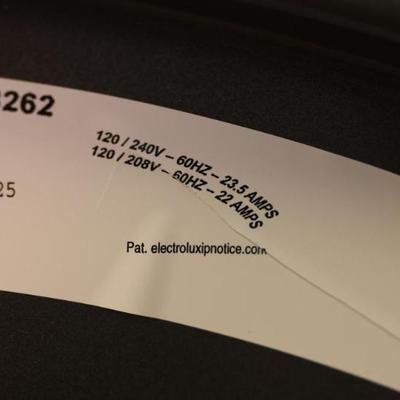 262
120 / 240V – 60HZ – 23.5 AMPS
120 / 208V – 60HZ – 22 AMPS
25
Pat. electroluxipnotice.com